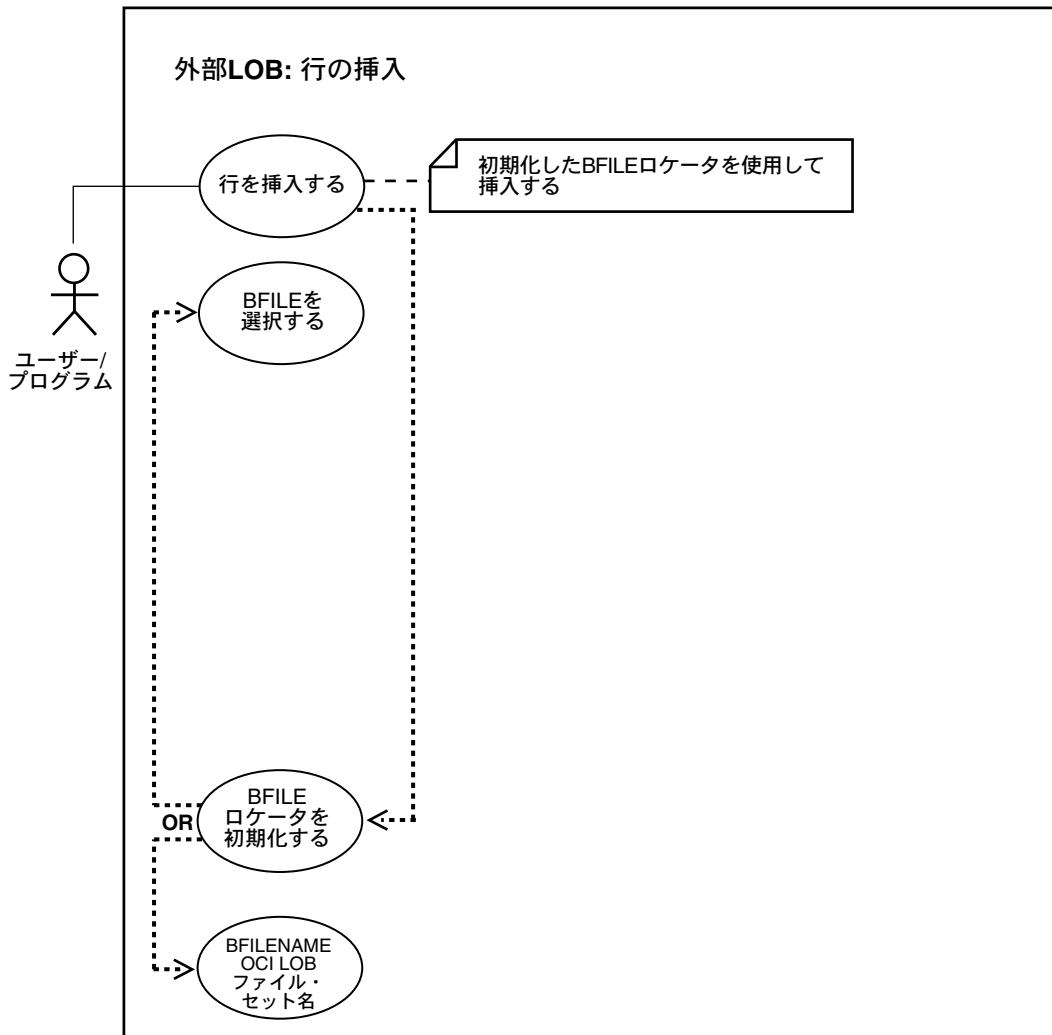 外部LOB: 行の挿入
行を挿入する
初期化したBFILEロケータを使用して
挿入する
BFILEを
選択する
ユーザー/
プログラム
BFILE
ロケータを
初期化する
OR
BFILENAME
OCI LOB
ファイル・
セット名